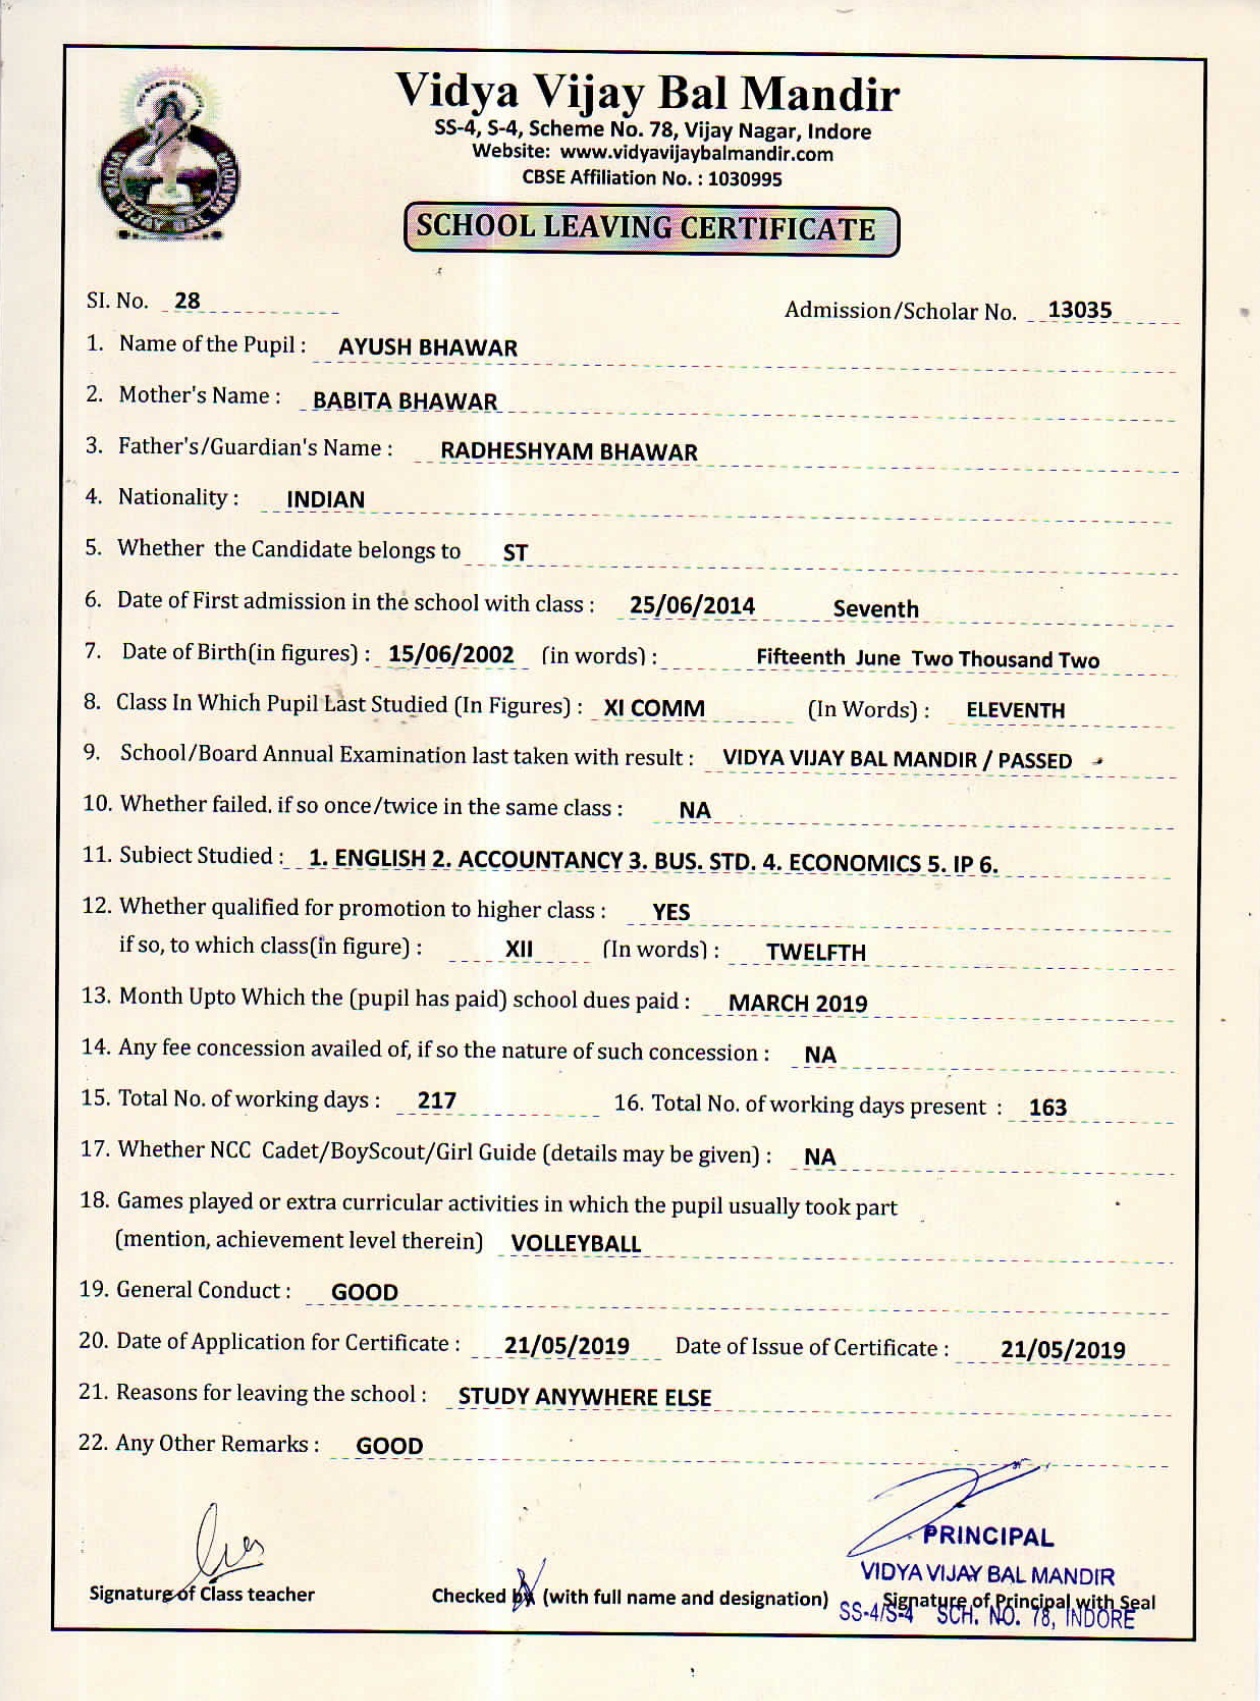 Vidya Vijay Bal Mandir
SS-4, S-4, Scheme No. 78, Vijay Nagar, Indore
Website: www.vidyavijaybalmandir.com
CBSE Affiliation No. : 1030995
VIDYA VIJAY BAL MANDIR
SCHOOL LEAVING CERTIFICATE
SI. No. 28 Admission/Scholar No. 13035
1. Name of the Pupil : AYUSH BHAWAR
2. Mother's Name : BABITA BHAWAR
3. Father's/Guardian's Name : RADHESHYAM BHAWAR
4. Nationality : INDIAN
5. Whether the Candidate belongs to ST
6. Date of First admission in the school with class : 25/06/2014 Seventh
7. Date of Birth(in figures) : 15/06/2002 (in words) : Fifteenth June Two Thousand Two
8. Class In Which Pupil Last Studied (In Figures) : XI COMM (In Words) : ELEVENTH
9. School/Board Annual Examination last taken with result : VIDYA VIJAY BAL MANDIR / PASSED
10. Whether failed. if so once/twice in the same class : NA
11. Subject Studied : 1. ENGLISH 2. ACCOUNTANCY 3. BUS. STD. 4. ECONOMICS 5. IP 6.
12. Whether qualified for promotion to higher class : YES
if so, to which class(in figure) : XII (In words) : TWELFTH
13. Month Upto Which the (pupil has paid) school dues paid : MARCH 2019
14. Any fee concession availed of, if so the nature of such concession : NA
15. Total No. of working days : 217 16. Total No. of working days present : 163
17. Whether NCC Cadet/BoyScout/Girl Guide (details may be given) : NA
18. Games played or extra curricular activities in which the pupil usually took part
(mention, achievement level therein) VOLLEYBALL
19. General Conduct : GOOD
20. Date of Application for Certificate : 21/05/2019 Date of Issue of Certificate : 21/05/2019
21. Reasons for leaving the school : STUDY ANYWHERE ELSE
22. Any Other Remarks : GOOD
PRINCIPAL
VIDYA VIJAY BAL MANDIR
SS-4/S-4 SCH. NO. 78, INDORE
Signature of Class teacher Checked by (with full name and designation) Signature of Principal with Seal